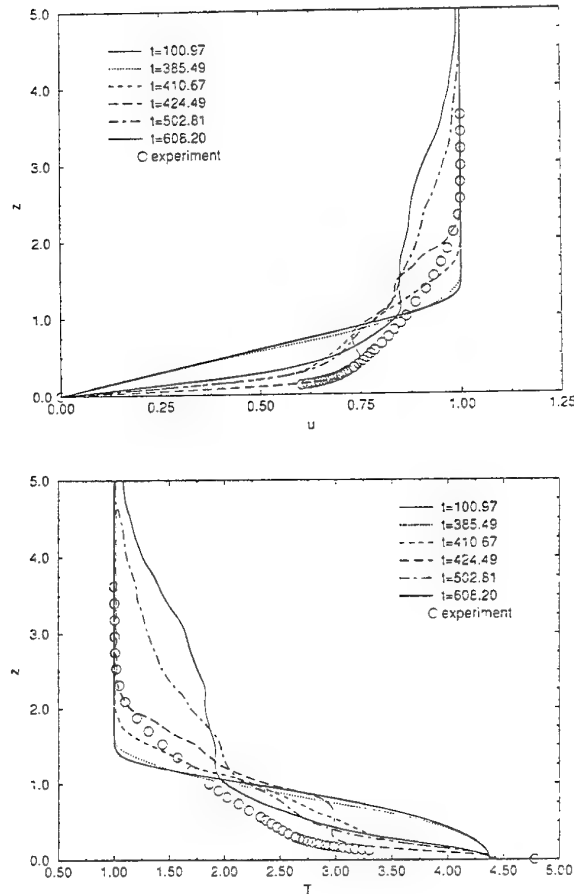 5.0
4.0
3.0
2.0
1.0
0.0
z
t=100.97
t=385.49
t=410.67
t=424.49
t=502.81
t=608.20
experiment
0.00
0.25
0.50
0.75
1.00
1.25
u
5.0
4.0
3.0
2.0
1.0
0.0
z
t=100.97
t=385.49
t=410.67
t=424.49
t=502.81
t=608.20
experiment
0.50
1.00
1.50
2.00
2.50
3.00
3.50
4.00
4.50
5.00
T